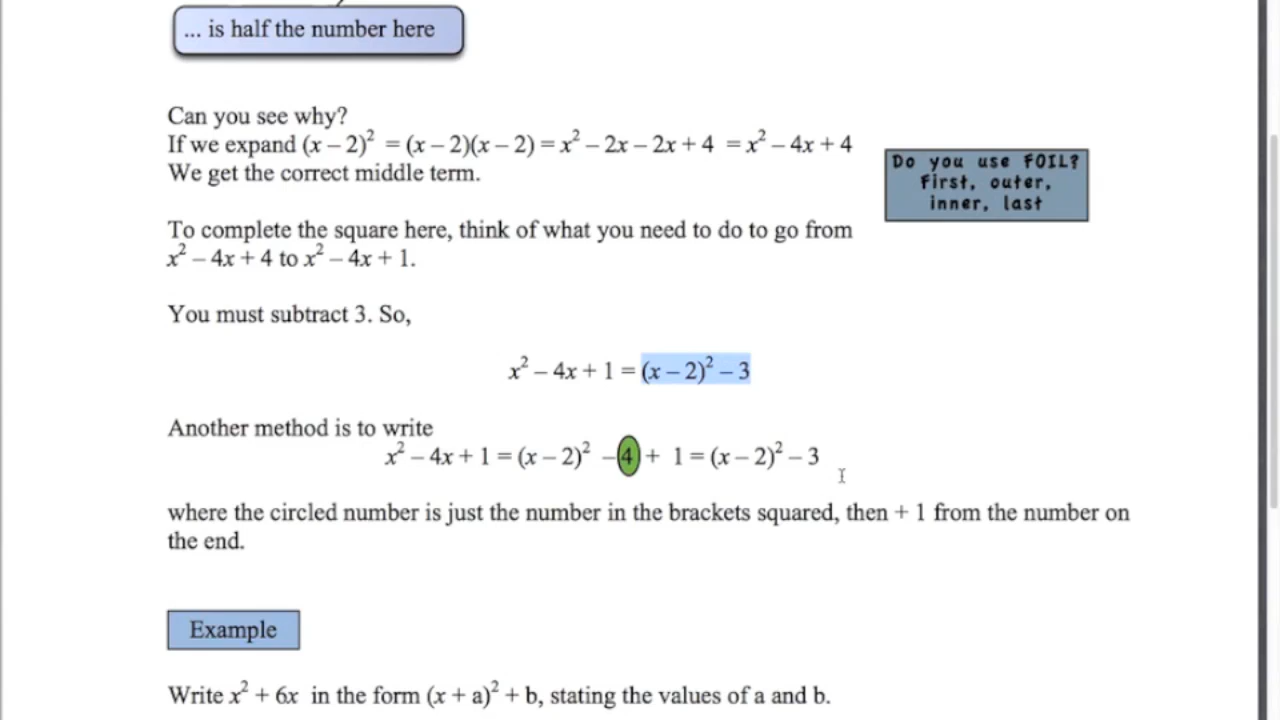 ... is half the number here
Can you see why?
If we expand (x – 2)² = (x – 2)(x – 2) = x² – 2x – 2x + 4 = x² – 4x + 4
We get the correct middle term.
Do you use FOIL?
First, outer,
inner, last
To complete the square here, think of what you need to do to go from
x² – 4x + 4 to x² – 4x + 1.
You must subtract 3. So,
x² – 4x + 1 = (x – 2)² – 3
Another method is to write
x² – 4x + 1 = (x – 2)² – 4 + 1 = (x – 2)² – 3
where the circled number is just the number in the brackets squared, then + 1 from the number on
the end.
Example
Write x² + 6x in the form (x + a)² + b, stating the values of a and b.